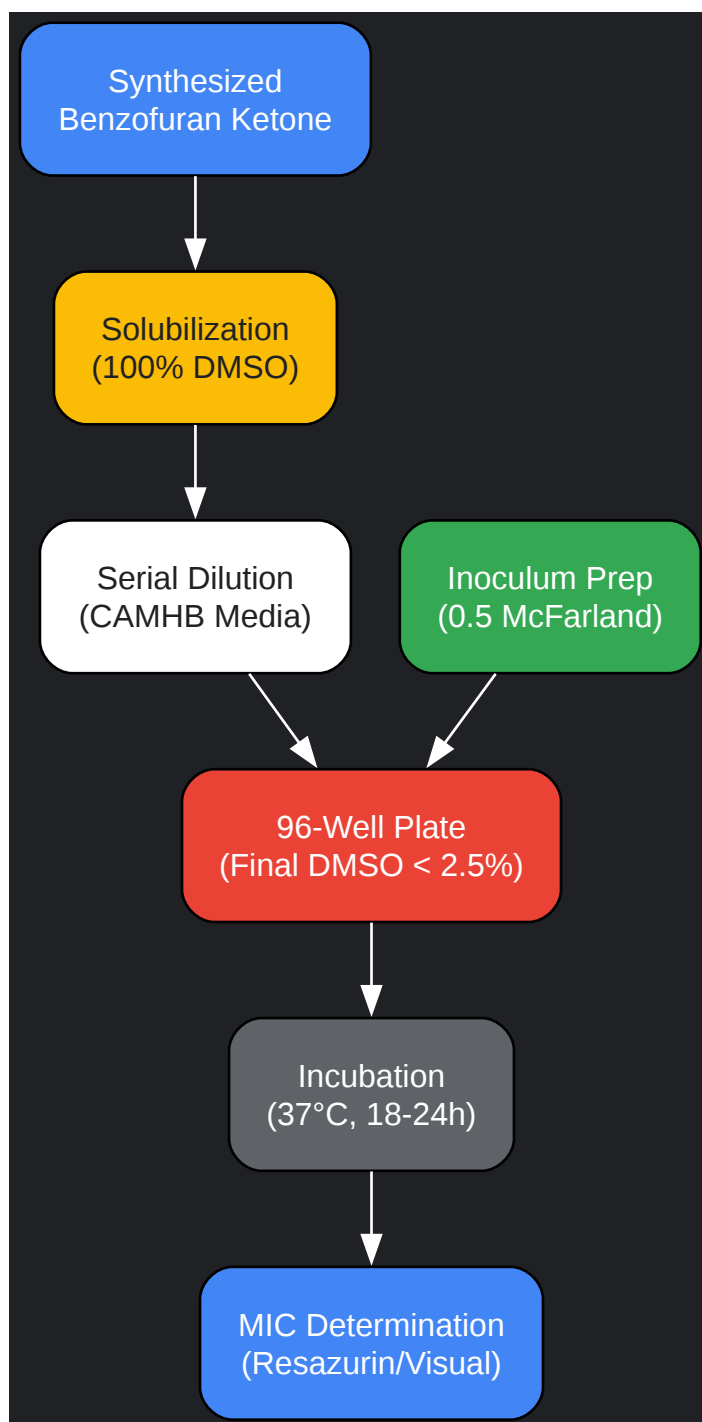 Synthesized
Benzofuran Ketone
Solubilization
(100% DMSO)
Serial Dilution
(CAMHB Media)
Inoculum Prep
(0.5 McFarland)
96-Well Plate
(Final DMSO < 2.5%)
Incubation
(37°C, 18-24h)
MIC Determination
(Resazurin/Visual)